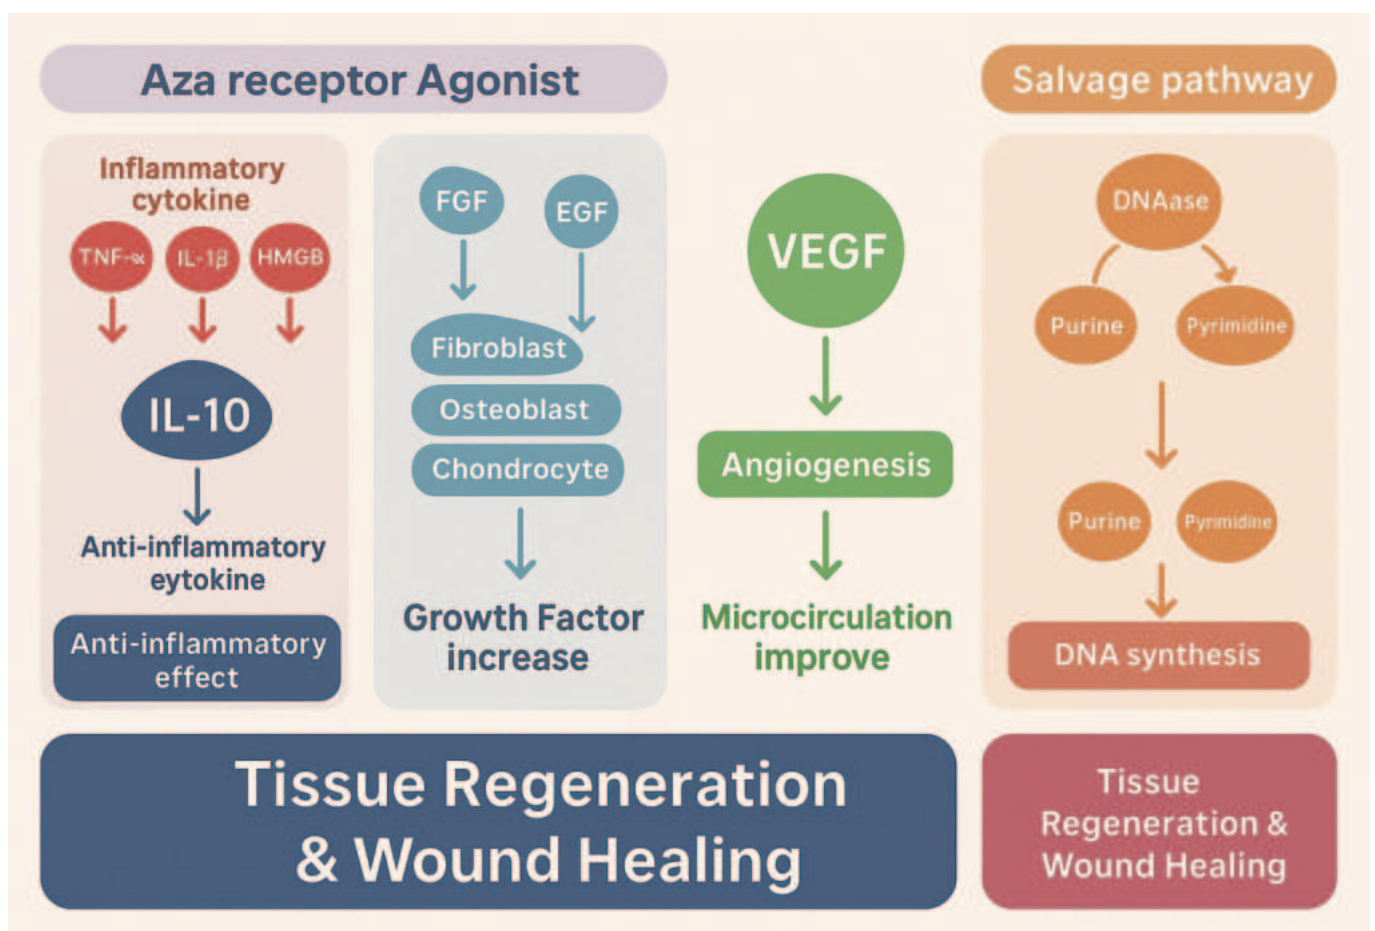 Aza receptor Agonist
Salvage pathway
Inflammatory
cytokine
TNF-α
IL-1β
HMGB
IL-10
Anti-inflammatory
eytokine
Anti-inflammatory
effect
FGF
EGF
Fibroblast
Osteoblast
Chondrocyte
Growth Factor
increase
VEGF
Angiogenesis
Microcirculation
improve
DNAase
Purine
Pyrimidine
Purine
Pyrimidine
DNA synthesis
Tissue Regeneration
& Wound Healing
Tissue
Regeneration &
Wound Healing